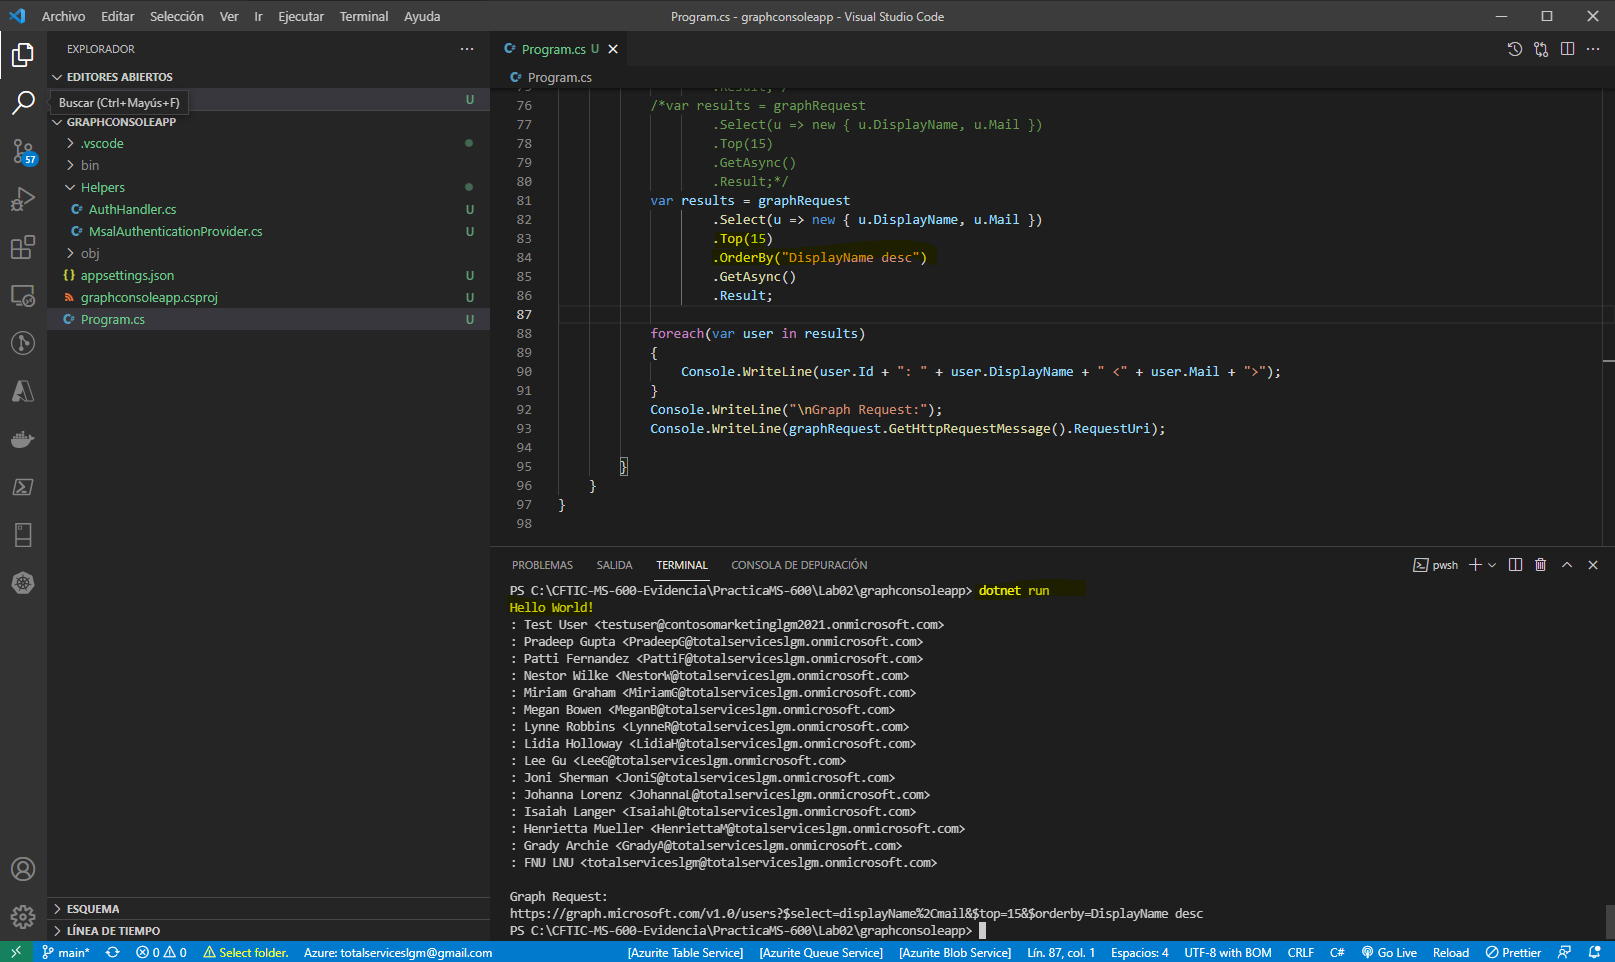 Archivo Editar Selección Ver Ir Ejecutar Terminal Ayuda
Program.cs - graphconsoleapp - Visual Studio Code
EXPLORADOR
EDITORES ABIERTOS
U
Buscar (Ctrl+Mayús+F)
GRAPHCONSOLEAPP
.vscode
57
bin
Helpers
AuthHandler.cs U
MsalAuthenticationProvider.cs U
obj
appsettings.json U
graphconsoleapp.csproj U
Program.cs U
ESQUEMA
LÍNEA DE TIEMPO
Program.cs U
Program.cs
75 .Result;*/
76 /*var results = graphRequest
77 .Select(u => new { u.DisplayName, u.Mail })
78 .Top(15)
79 .GetAsync()
80 .Result;*/
81 var results = graphRequest
82 .Select(u => new { u.DisplayName, u.Mail })
83 .Top(15)
84 .OrderBy("DisplayName desc")
85 .GetAsync()
86 .Result;
87
88 foreach(var user in results)
89 {
90 Console.WriteLine(user.Id + ": " + user.DisplayName + " <" + user.Mail + ">");
91 }
92 Console.WriteLine("\nGraph Request:");
93 Console.WriteLine(graphRequest.GetHttpRequestMessage().RequestUri);
94
95 }
96 }
97 }
98
PROBLEMAS SALIDA TERMINAL CONSOLA DE DEPURACIÓN pwsh
PS C:\CFTIC-MS-600-Evidencia\PracticaMS-600\Lab02\graphconsoleapp> dotnet run
Hello World!
: Test User <testuser@contosomarketinglgm2021.onmicrosoft.com>
: Pradeep Gupta <PradeepG@totalserviceslgm.onmicrosoft.com>
: Patti Fernandez <PattiF@totalserviceslgm.onmicrosoft.com>
: Nestor Wilke <NestorW@totalserviceslgm.onmicrosoft.com>
: Miriam Graham <MiriamG@totalserviceslgm.onmicrosoft.com>
: Megan Bowen <MeganB@totalserviceslgm.onmicrosoft.com>
: Lynne Robbins <LynneR@totalserviceslgm.onmicrosoft.com>
: Lidia Holloway <LidiaH@totalserviceslgm.onmicrosoft.com>
: Lee Gu <LeeG@totalserviceslgm.onmicrosoft.com>
: Joni Sherman <JoniS@totalserviceslgm.onmicrosoft.com>
: Johanna Lorenz <JohannaL@totalserviceslgm.onmicrosoft.com>
: Isaiah Langer <IsaiahL@totalserviceslgm.onmicrosoft.com>
: Henrietta Mueller <HenriettaM@totalserviceslgm.onmicrosoft.com>
: Grady Archie <GradyA@totalserviceslgm.onmicrosoft.com>
: FNU LNU <totalserviceslgm@totalserviceslgm.onmicrosoft.com>
Graph Request:
https://graph.microsoft.com/v1.0/users?$select=displayName%2Cmail&$top=15&$orderby=DisplayName desc
PS C:\CFTIC-MS-600-Evidencia\PracticaMS-600\Lab02\graphconsoleapp>
main* 0 0 Select folder. Azure: totalserviceslgm@gmail.com [Azurite Table Service] [Azurite Queue Service] [Azurite Blob Service] Lín. 87, col. 1 Espacios: 4 UTF-8 with BOM CRLF C# Go Live Reload Prettier